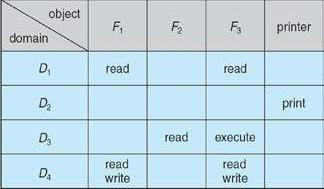 object
domain
F1 F2 F3 printer
D1 read read
D2 print
D3 read execute
D4 read write read write